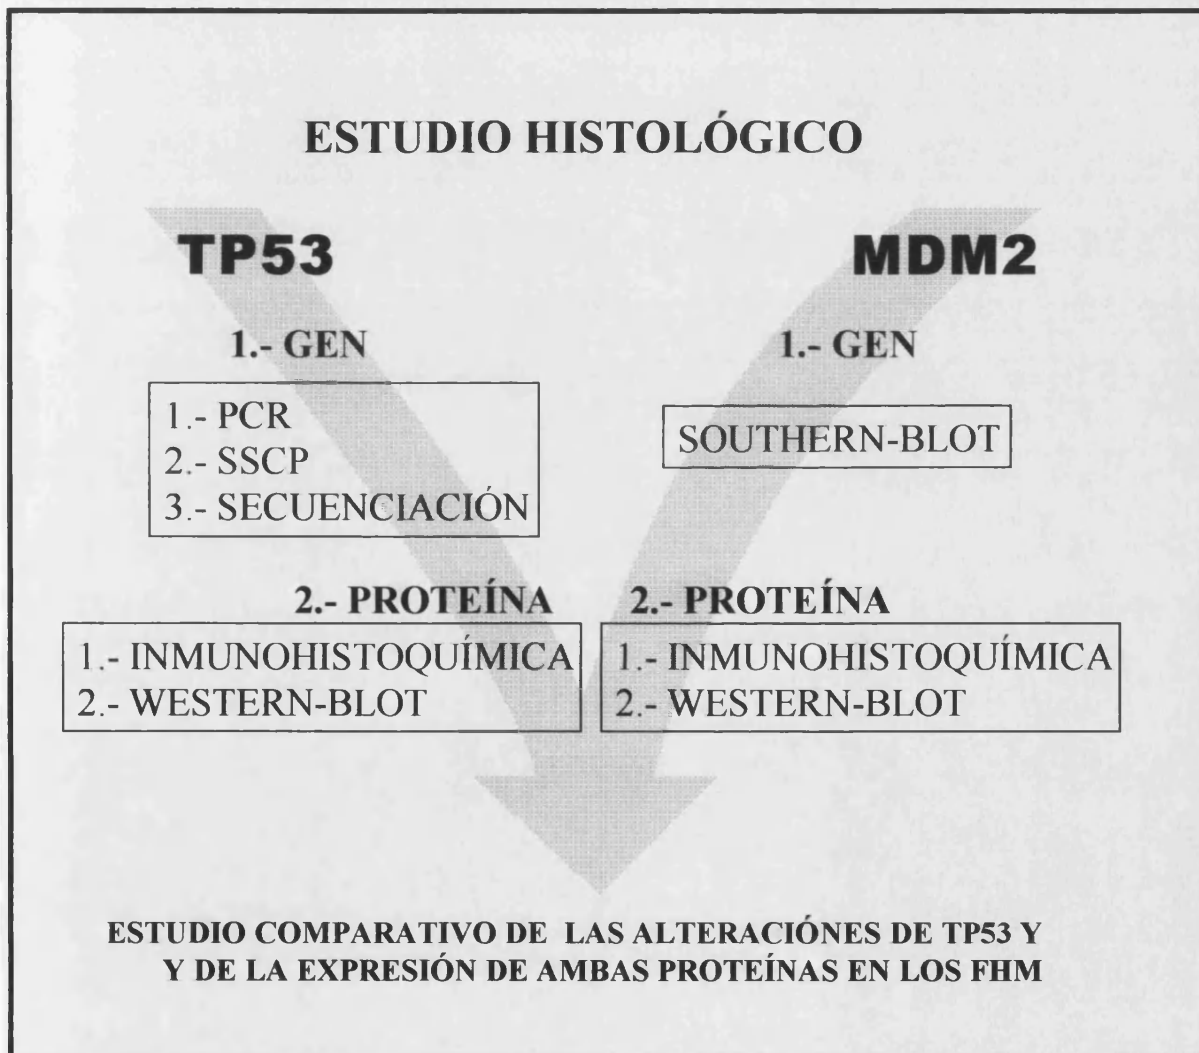 ESTUDIO HISTOLÓGICO
TP53
1.- GEN
1.- PCR
2.- SSCP
3.- SECUENCIACIÓN
2.- PROTEÍNA
1.- INMUNOHISTOQUÍMICA
2.- WESTERN-BLOT
MDM2
1.- GEN
SOUTHERN-BLOT
2.- PROTEÍNA
1.- INMUNOHISTOQUÍMICA
2.- WESTERN-BLOT
ESTUDIO COMPARATIVO DE LAS ALTERACIÓNES DE TP53 Y
Y DE LA EXPRESIÓN DE AMBAS PROTEÍNAS EN LOS FHM